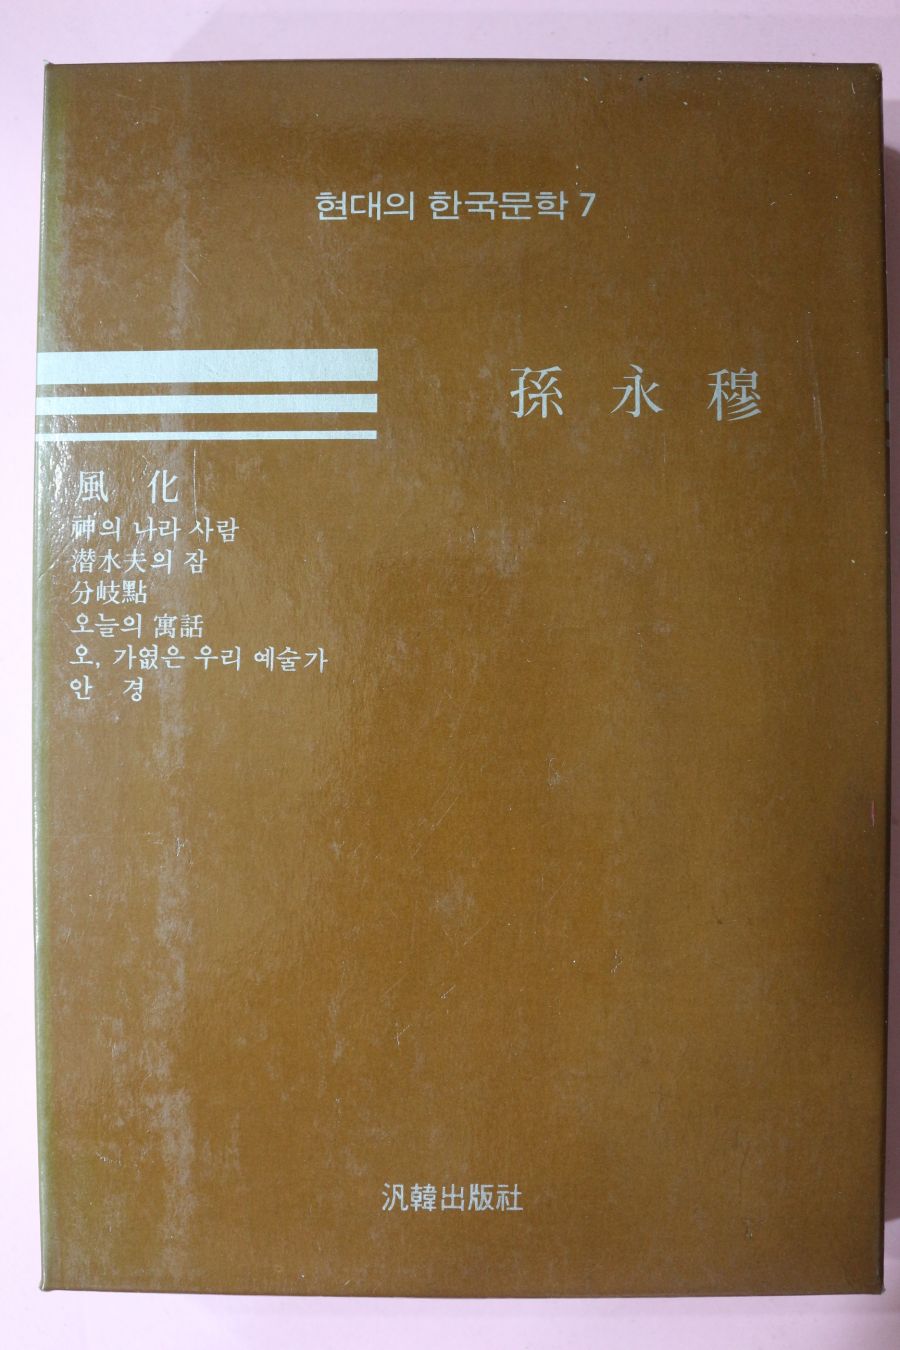 현대의 한국문학 7
孫 永 穆
風 化
神의 나라 사람
潜水夫의 잠
分岐點
오늘의 寓話
오, 가엾은 우리 예술가
안 경
汎韓出版社